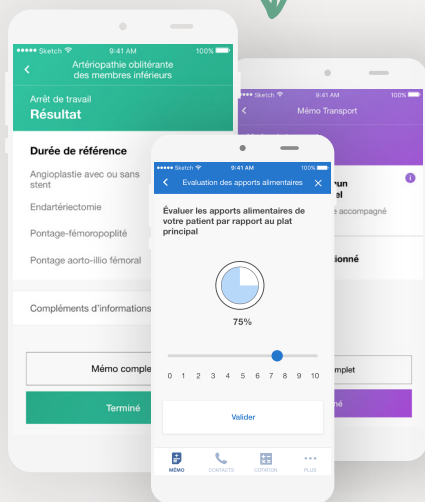 Sketch 9:41 AM 100%
Artériopathie oblitérante
des membres inférieurs
Arrêt de travail
Résultat
Durée de référence
Angioplastie avec ou sans
stent
Endartériectomie
Pontage-fémoropoplité
Pontage aorto-illio fémoral
Compléments d'informations
Mémo comple
Terminé
Sketch 9:41 AM 100%
Mémo Transport
un
el
accompagné
ionné
mplet
né
Sketch 9:41 AM 100%
Evaluation des apports alimentaires
Évaluer les apports alimentaires de
votre patient par rapport au plat
principal
75%
0 1 2 3 4 5 6 7 8 9 10
Valider
MÉMO CONTACTS COTATION PLUS